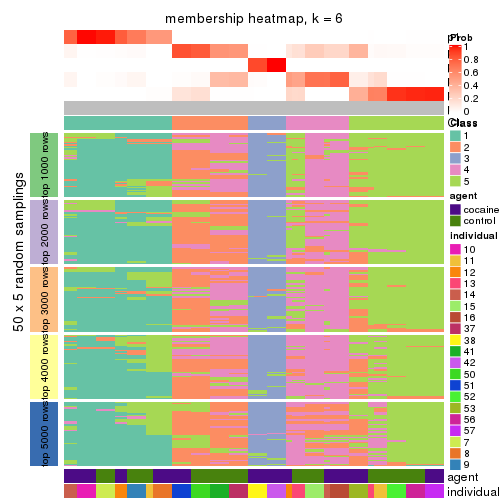 membership heatmap, k = 6
50 x 5 random samplings
top 1000 rows
top 2000 rows
top 3000 rows
top 4000 rows
top 5000 rows
Prob
1
0.8
0.6
0.4
0.2
0
Class
1
2
3
4
5
agent
cocaine
control
individual
10
11
12
13
14
15
16
37
38
41
42
50
51
52
53
56
57
7
8
9
agent
individual